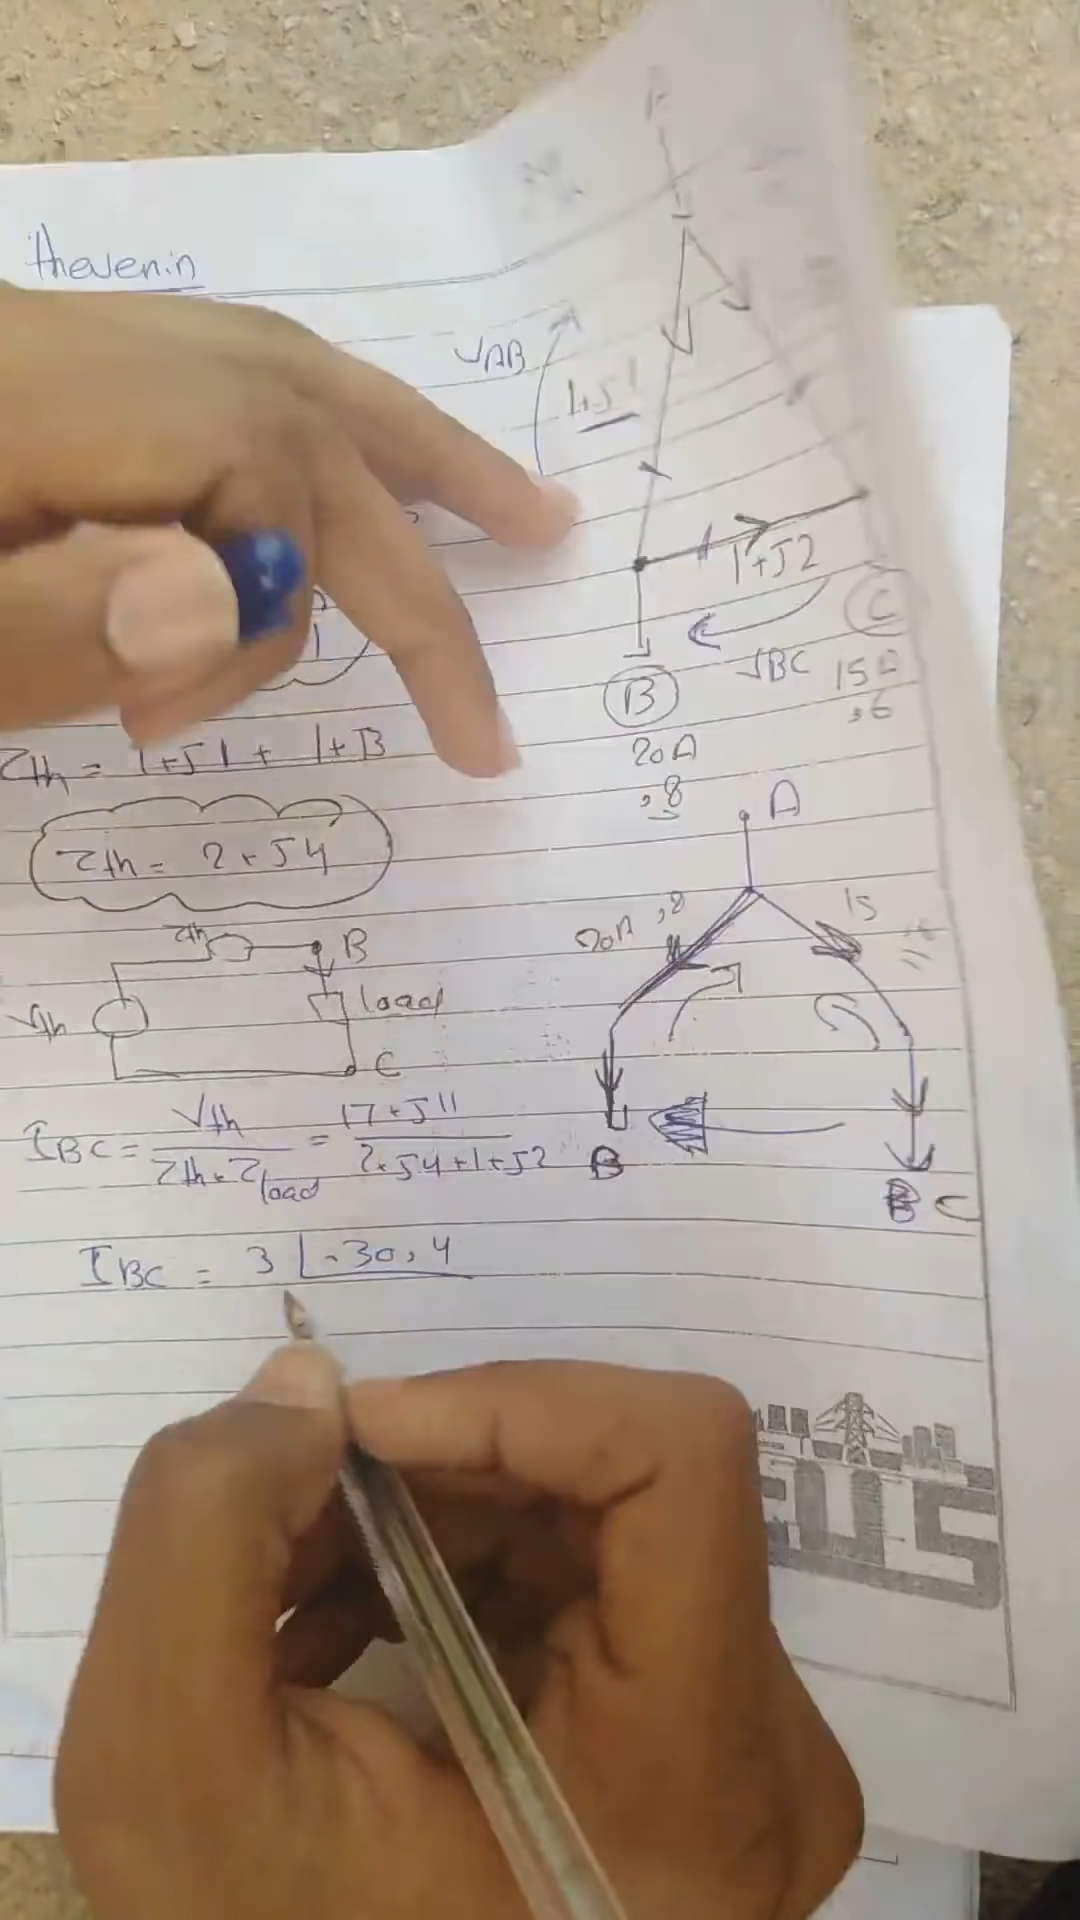 thevenin
VAB
1+J1
1+J2
C
VBC
15A
,6
B
20A
,8
Zth = 1+J1 + 1+J3
Zth = 2+J4
A
20A ,8
15
Zth
B
Vth
load
C
B
C
IBC = Vth / Zth+Zload = 17+J11 / 2+J4+1+J2
IBC = 3 ∠-30,4